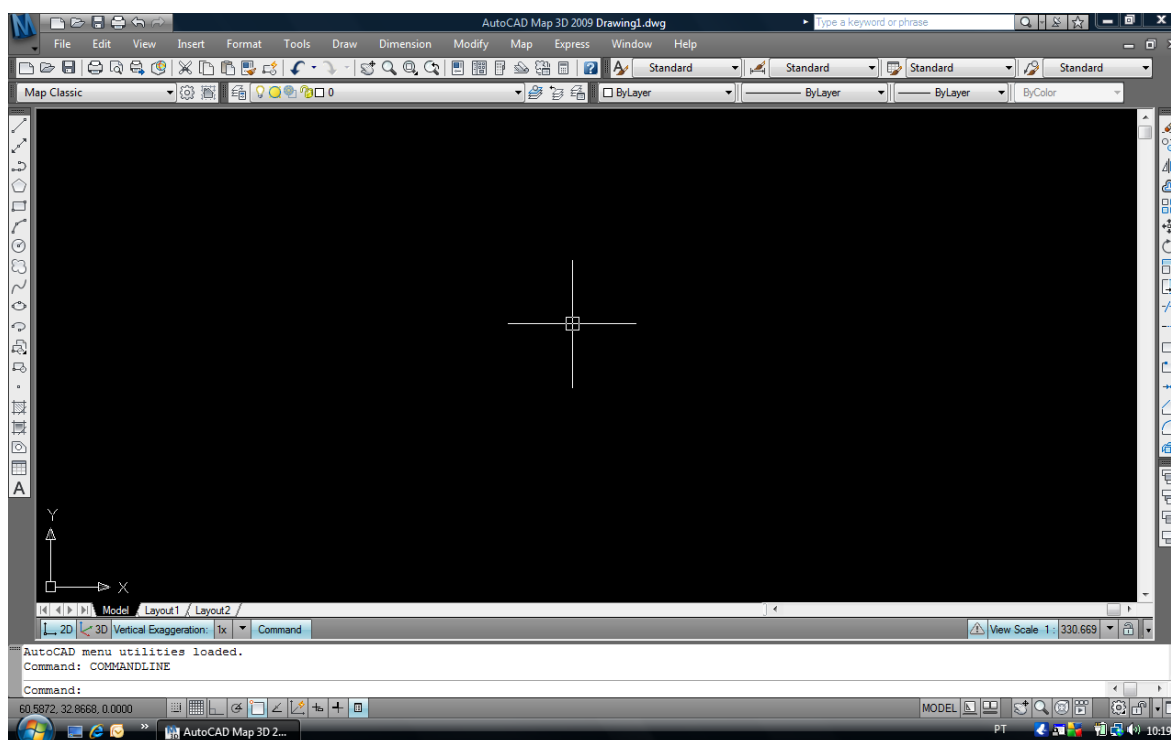 AutoCAD Map 3D 2009 Drawing1.dwg Type a keyword or phrase
File Edit View Insert Format Tools Draw Dimension Modify Map Express Window Help
Standard Standard Standard Standard
Map Classic 0 ByLayer ByLayer ByLayer ByColor
A
Y
X
Model Layout1 Layout2
2D 3D Vertical Exaggeration: 1x Command View Scale 1 : 330.669
AutoCAD menu utilities loaded.
Command: COMMANDLINE
Command:
60.5872, 32.8668, 0.0000 MODEL
AutoCAD Map 3D 2... PT 10:19